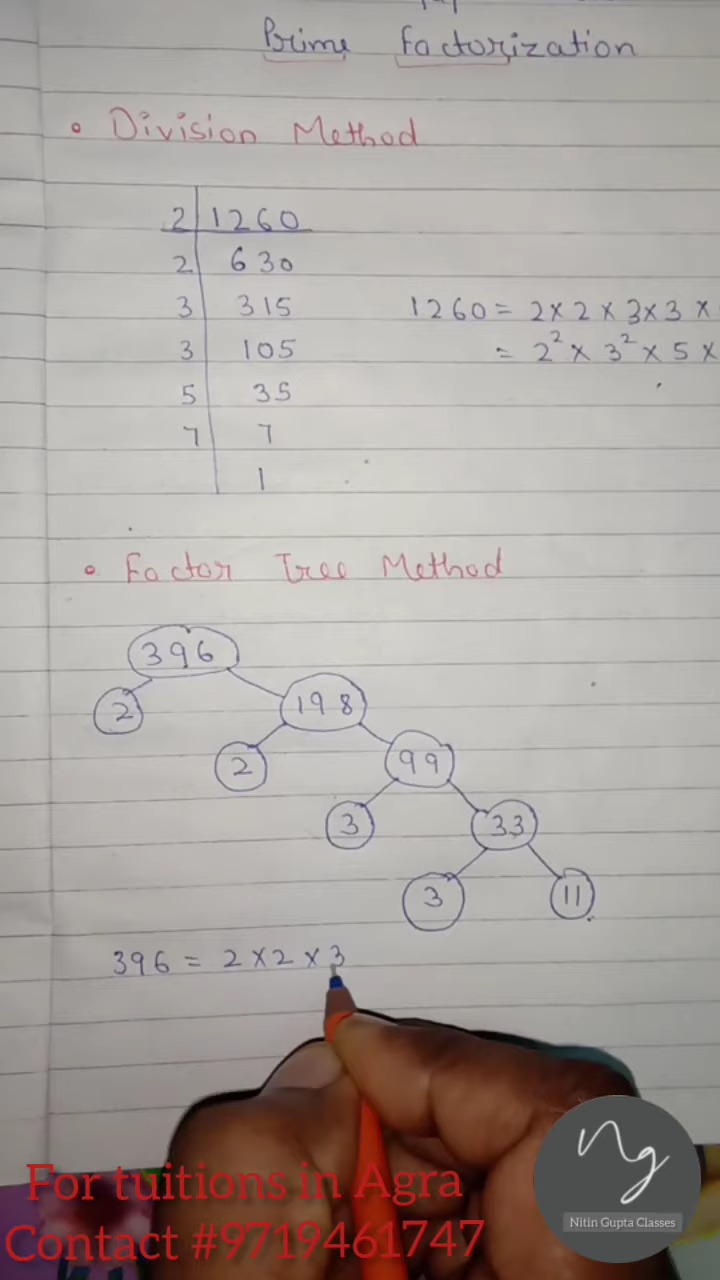 Prime Factorization
• Division Method
2 | 1260
2 | 630
3 | 315
3 | 105
5 | 35
7 | 7
1
1260 = 2 × 2 × 3 × 3 ×
= 2² × 3² × 5 ×
• Factor Tree Method
396
2 198
2 99
3 33
3 11
396 = 2 × 2 × 3
ng
Nitin Gupta Classes
For tuitions in Agra
Contact #9719461747